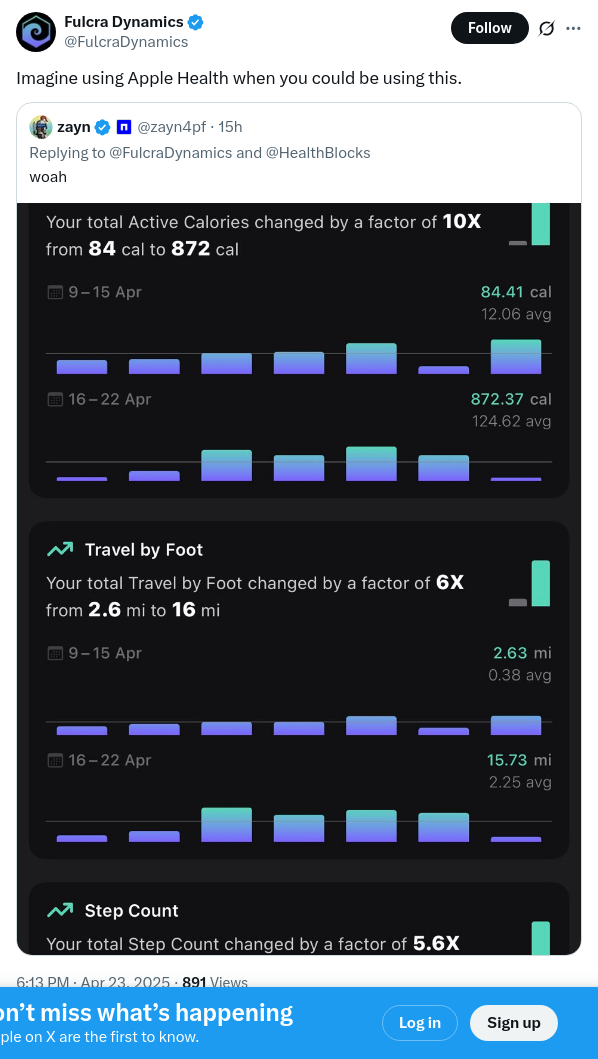 Fulcra Dynamics
@FulcraDynamics
Follow
Imagine using Apple Health when you could be using this.
zayn @zayn4pf · 15h
Replying to @FulcraDynamics and @HealthBlocks
woah
Your total Active Calories changed by a factor of 10X
from 84 cal to 872 cal
9–15 Apr
84.41 cal
12.06 avg
16–22 Apr
872.37 cal
124.62 avg
Travel by Foot
Your total Travel by Foot changed by a factor of 6X
from 2.6 mi to 16 mi
9–15 Apr
2.63 mi
0.38 avg
16–22 Apr
15.73 mi
2.25 avg
Step Count
Your total Step Count changed by a factor of 5.6X
6:13 PM · Apr 23, 2025 · 891 Views
on’t miss what’s happening
ple on X are the first to know.
Log in
Sign up